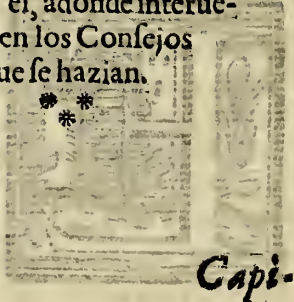 el, adonde interue-
en los Conſejos
ue ſe hazian.
Capi-